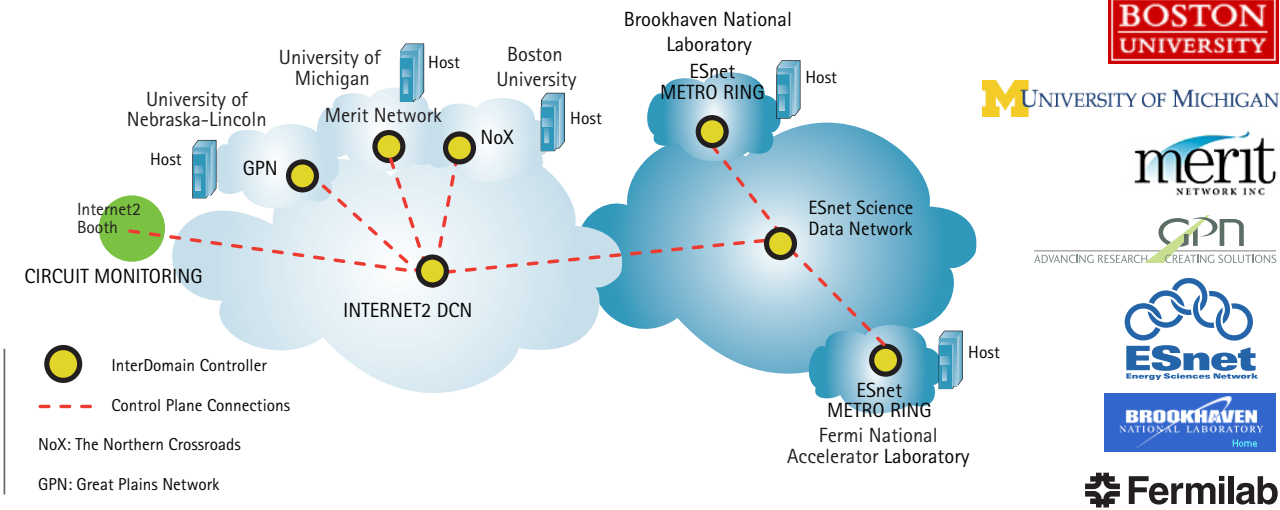 Brookhaven National
Laboratory
ESnet
METRO RING
Host
University of
Michigan
Host
Boston
University
Host
University of
Nebraska-Lincoln
Host
Merit Network
NoX
GPN
Internet2
Booth
CIRCUIT MONITORING
INTERNET2 DCN
ESnet Science
Data Network
Host
ESnet
METRO RING
Fermi National
Accelerator Laboratory
InterDomain Controller
Control Plane Connections
NoX: The Northern Crossroads
GPN: Great Plains Network
BOSTON
UNIVERSITY
M UNIVERSITY OF MICHIGAN
merit
NETWORK INC
GPN
ADVANCING RESEARCH CREATING SOLUTIONS
ESnet
Energy Sciences Network
BROOKHAVEN
NATIONAL LABORATORY
Home
Fermilab